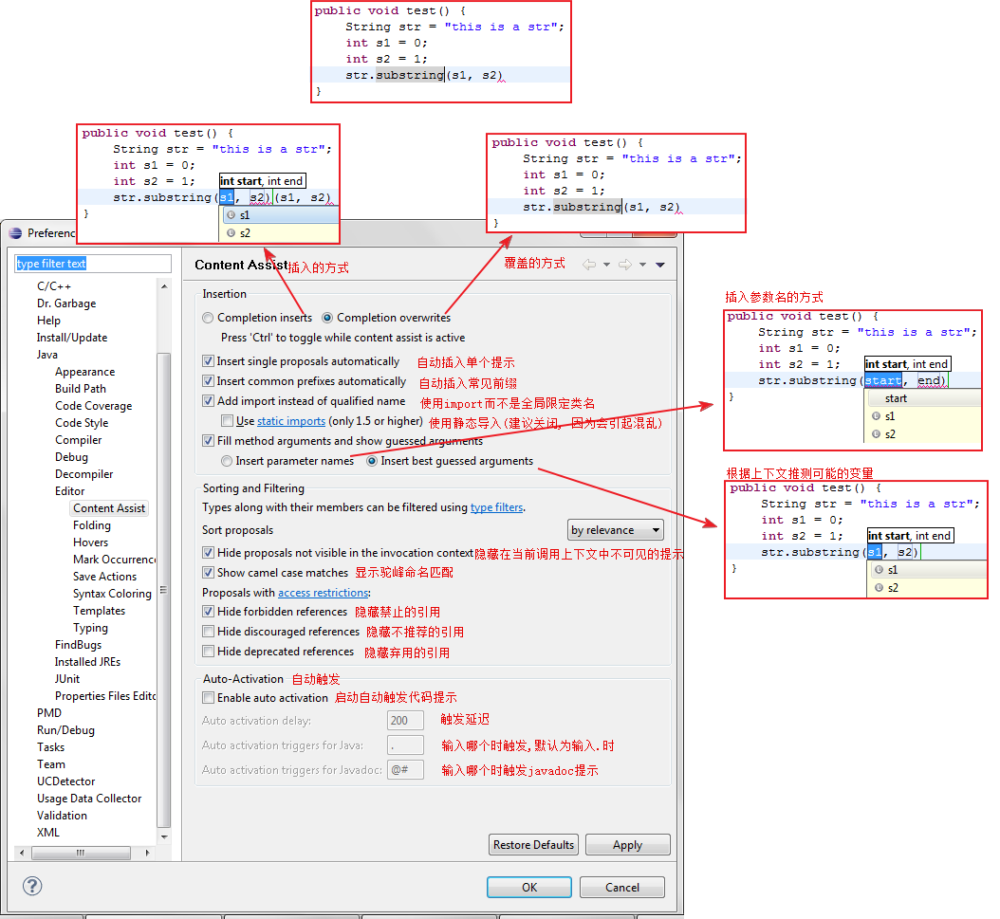 public void test() {
String str = "this is a str";
int s1 = 0;
int s2 = 1;
str.substring(s1, s2)
}
public void test() {
String str = "this is a str";
int s1 = 0;
int s2 = 1;
int start, int end
str.substring(s1, s2)(s1, s2)
}
s1
s2
public void test() {
String str = "this is a str";
int s1 = 0;
int s2 = 1;
str.substring(s1, s2)
}
Preferenc
type filter text
C/C++
Dr. Garbage
Help
Install/Update
Java
Appearance
Build Path
Code Coverage
Code Style
Compiler
Debug
Decompiler
Editor
Content Assist
Folding
Hovers
Mark Occurrenc
Save Actions
Syntax Coloring
Templates
Typing
FindBugs
Installed JREs
JUnit
Properties Files Edito
PMD
Run/Debug
Tasks
Team
UCDetector
Usage Data Collector
Validation
XML
Content Assist 插入的方式 覆盖的方式
Insertion
Completion inserts Completion overwrites
Press 'Ctrl' to toggle while content assist is active
Insert single proposals automatically 自动插入单个提示
Insert common prefixes automatically 自动插入常见前缀
Add import instead of qualified name 使用import而不是全局限定类名
Use static imports (only 1.5 or higher) 使用静态导入(建议关闭, 因为会引起混乱)
Fill method arguments and show guessed arguments
Insert parameter names Insert best guessed arguments
Sorting and Filtering
Types along with their members can be filtered using type filters.
Sort proposals by relevance
Hide proposals not visible in the invocation context 隐藏在当前调用上下文中不可见的提示
Show camel case matches 显示驼峰命名匹配
Proposals with access restrictions:
Hide forbidden references 隐藏禁止的引用
Hide discouraged references 隐藏不推荐的引用
Hide deprecated references 隐藏弃用的引用
Auto-Activation 自动触发
Enable auto activation 启动自动触发代码提示
Auto activation delay: 200 触发延迟
Auto activation triggers for Java: . 输入哪个时触发,默认为输入.时
Auto activation triggers for Javadoc: @# 输入哪个时触发javadoc提示
Restore Defaults Apply
OK Cancel
插入参数名的方式
public void test() {
String str = "this is a str";
int s1 = 0;
int s2 = 1;
int start, int end
str.substring(start, end)
}
start
s1
s2
根据上下文推测可能的变量
public void test() {
String str = "this is a str";
int s1 = 0;
int s2 = 1;
int start, int end
str.substring(s1, s2)
}
s1
s2